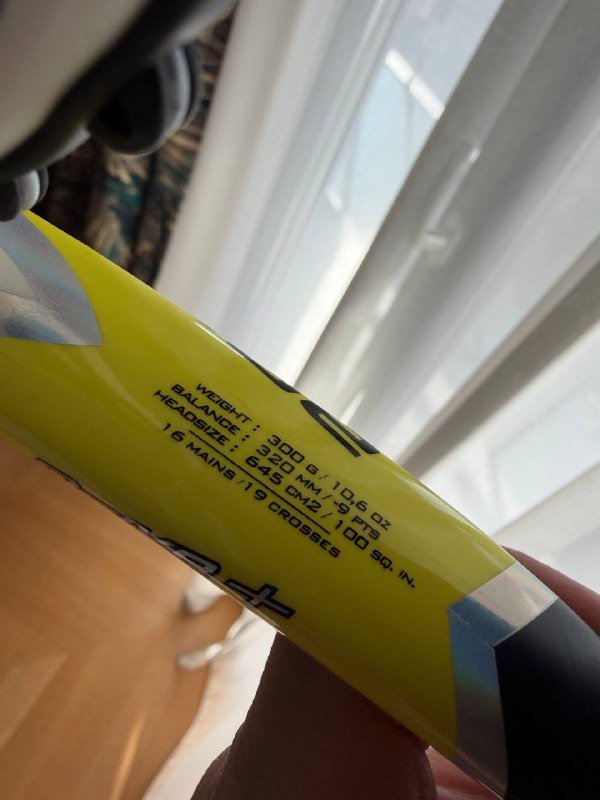 WEIGHT : 300 G / 10,6 OZ
BALANCE : 320 MM / -9 PTS
HEADSIZE : 645 CM2 / 100 SQ. IN.
16 MAINS / 19 CROSSES